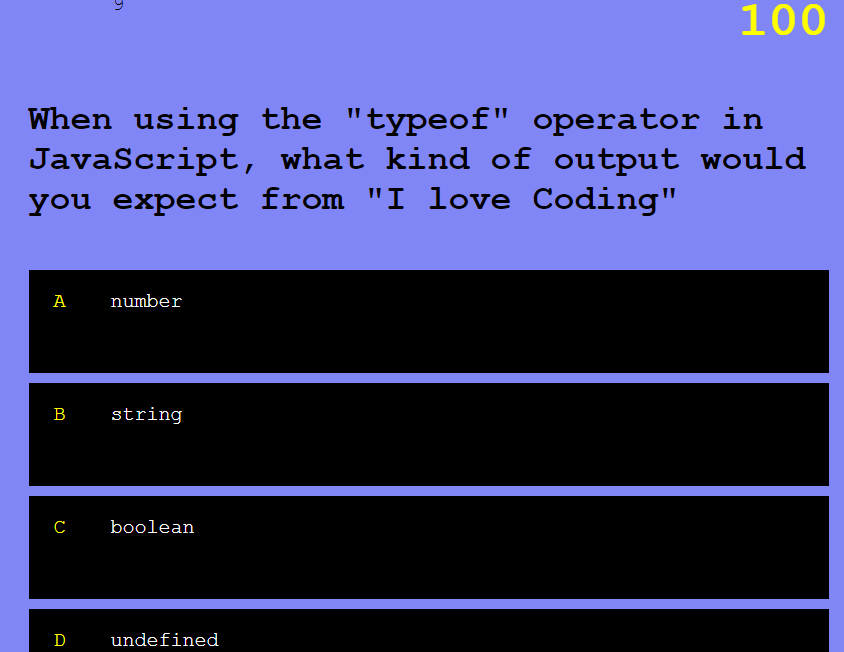 100
When using the "typeof" operator in
JavaScript, what kind of output would
you expect from "I love Coding"
A number
B string
C boolean
D undefined